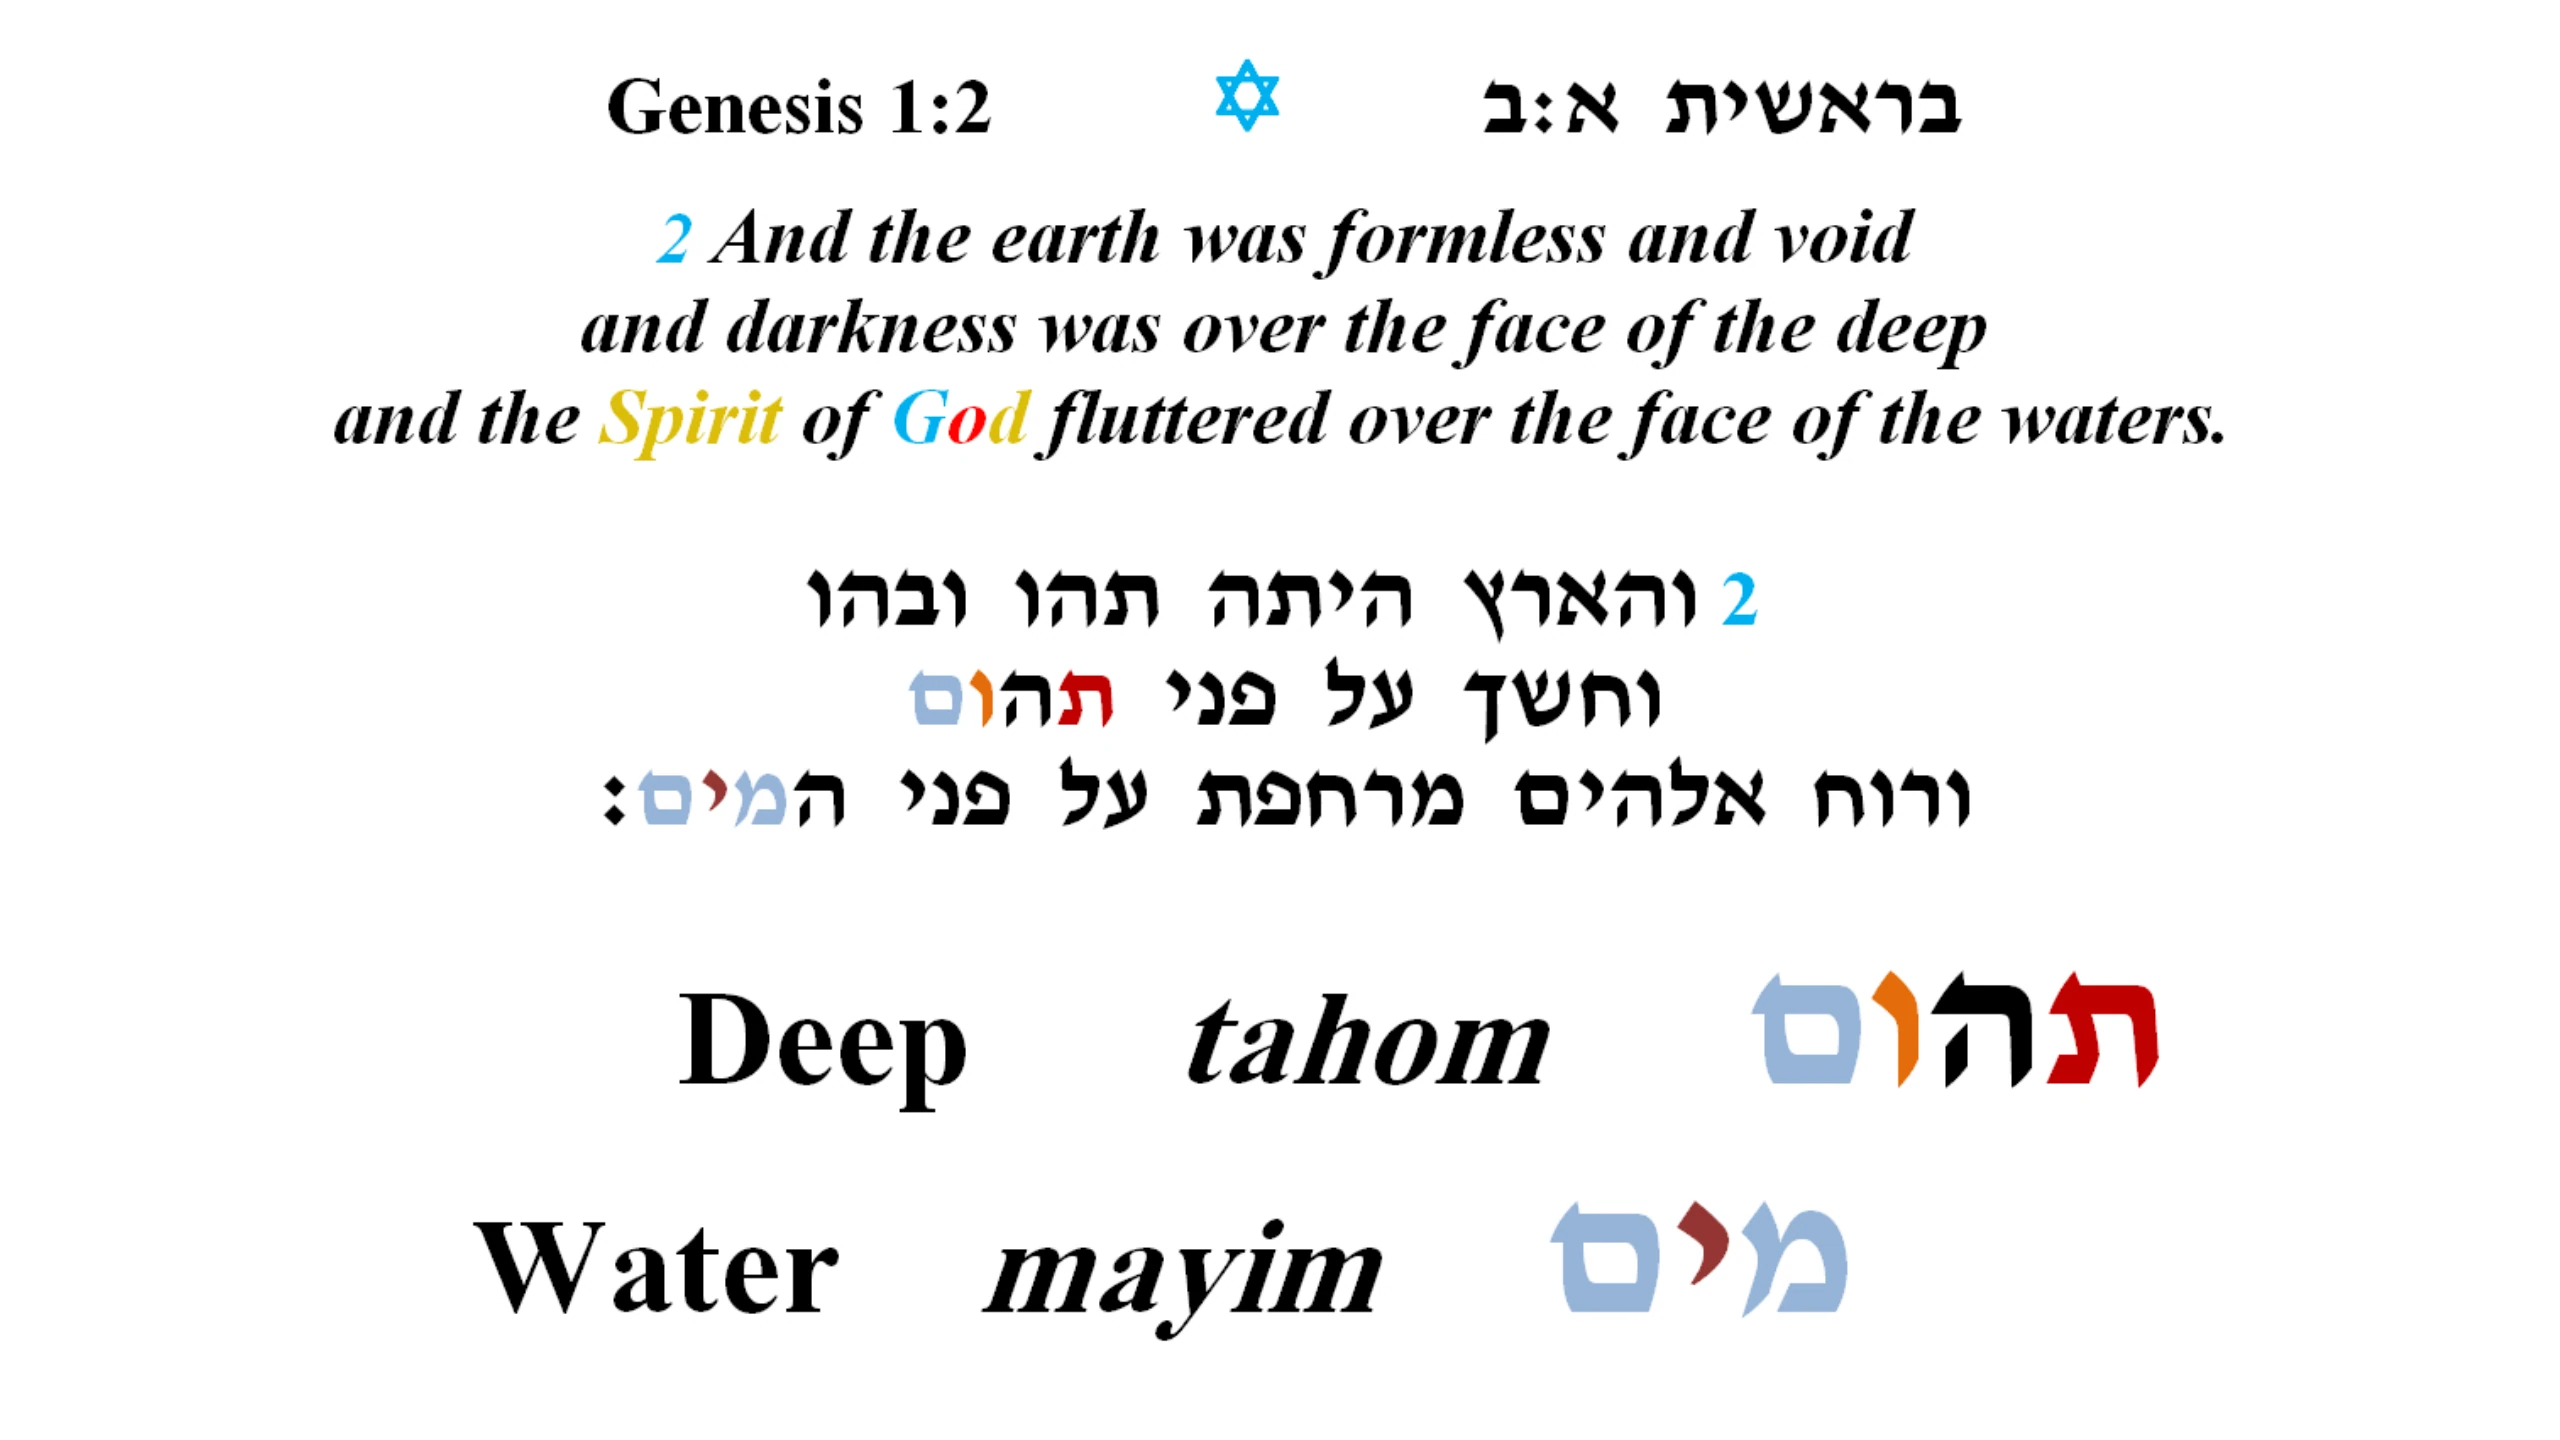 Genesis 1:2 ✡ בראשית א:ב
2 And the earth was formless and void
and darkness was over the face of the deep
and the Spirit of God fluttered over the face of the waters.
2 והארץ היתה תהו ובהו
וחשך על פני תהום
ורוח אלהים מרחפת על פני המים:
Deep tahom תהום
Water mayim מים